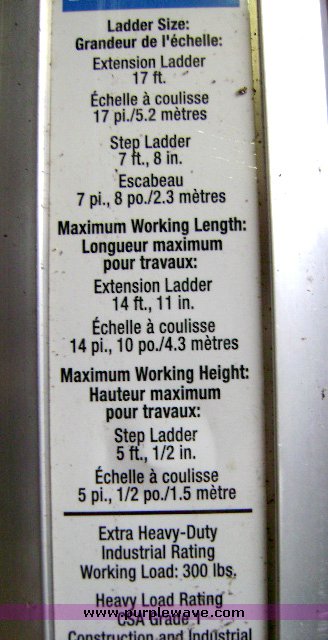 Ladder Size:
Grandeur de l'échelle:
Extension Ladder
17 ft.
Échelle à coulisse
17 pi./5.2 mètres
Step Ladder
7 ft., 8 in.
Escabeau
7 pi., 8 po./2.3 mètres
Maximum Working Length:
Longueur maximum
pour travaux:
Extension Ladder
14 ft., 11 in.
Échelle à coulisse
14 pi., 10 po./4.3 mètres
Maximum Working Height:
Hauteur maximum
pour travaux:
Step Ladder
5 ft., 1/2 in.
Échelle à coulisse
5 pi., 1/2 po./1.5 mètre
Extra Heavy-Duty
Industrial Rating
Working Load: 300 lbs.
Heavy Load Rating
www.purplewave.com
CSA Grade 1
Construction and Industrial